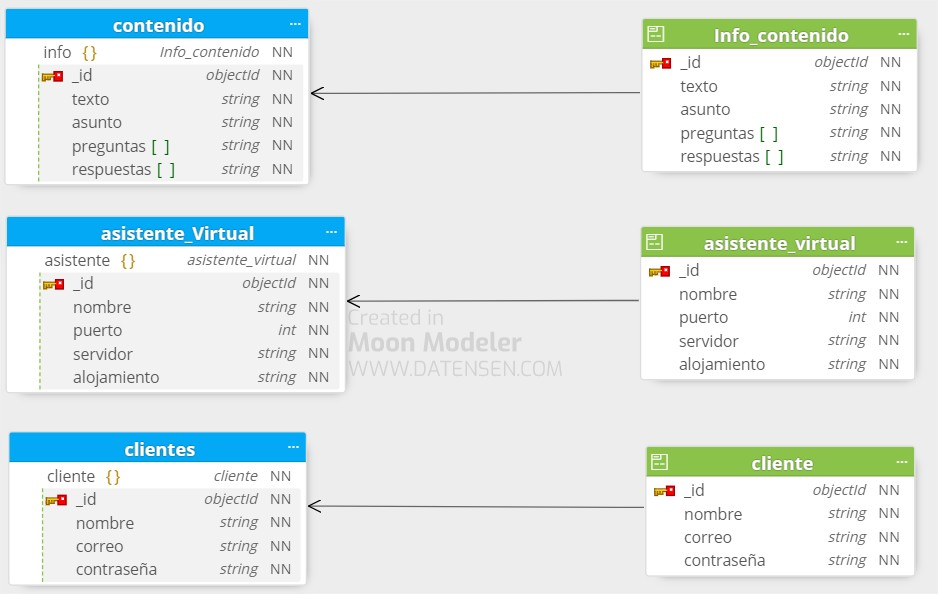 contenido ...
info {} Info_contenido NN
_id objectId NN
texto string NN
asunto string NN
preguntas [ ] string NN
respuestas [ ] string NN
Info_contenido ...
_id objectId NN
texto string NN
asunto string NN
preguntas [ ] string NN
respuestas [ ] string NN
asistente_Virtual ...
asistente {} asistente_virtual NN
_id objectId NN
nombre string NN
puerto int NN
servidor string NN
alojamiento string NN
asistente_virtual ...
_id objectId NN
nombre string NN
puerto int NN
servidor string NN
alojamiento string NN
Created in
Moon Modeler
WWW.DATENSEN.COM
clientes ...
cliente {} cliente NN
_id objectId NN
nombre string NN
correo string NN
contraseña string NN
cliente ...
_id objectId NN
nombre string NN
correo string NN
contraseña string NN